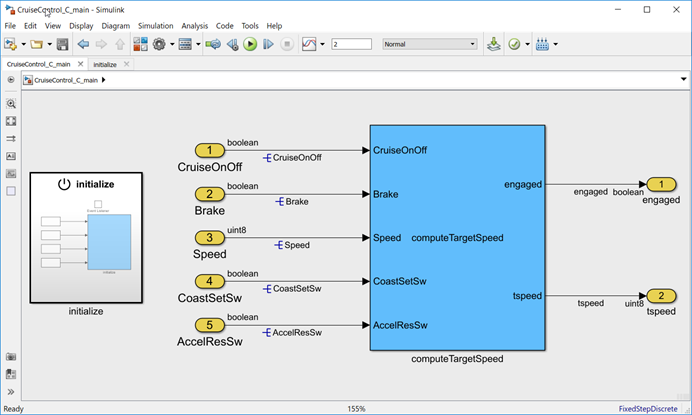 CruiseControl_C_main - Simulink
File Edit View Display Diagram Simulation Analysis Code Tools Help
2 Normal
CruiseControl_C_main initialize
CruiseControl_C_main
initialize
Event Listener
initialize
1 boolean
CruiseOnOff
CruiseOnOff
2 boolean
Brake
Brake
3 uint8
Speed
Speed
4 boolean
CoastSetSw
CoastSetSw
5 boolean
AccelResSw
AccelResSw
CruiseOnOff
Brake
Speed computeTargetSpeed
CoastSetSw
AccelResSw
engaged
tspeed
computeTargetSpeed
engaged boolean 1
engaged
tspeed uint8 2
tspeed
Ready 155% FixedStepDiscrete